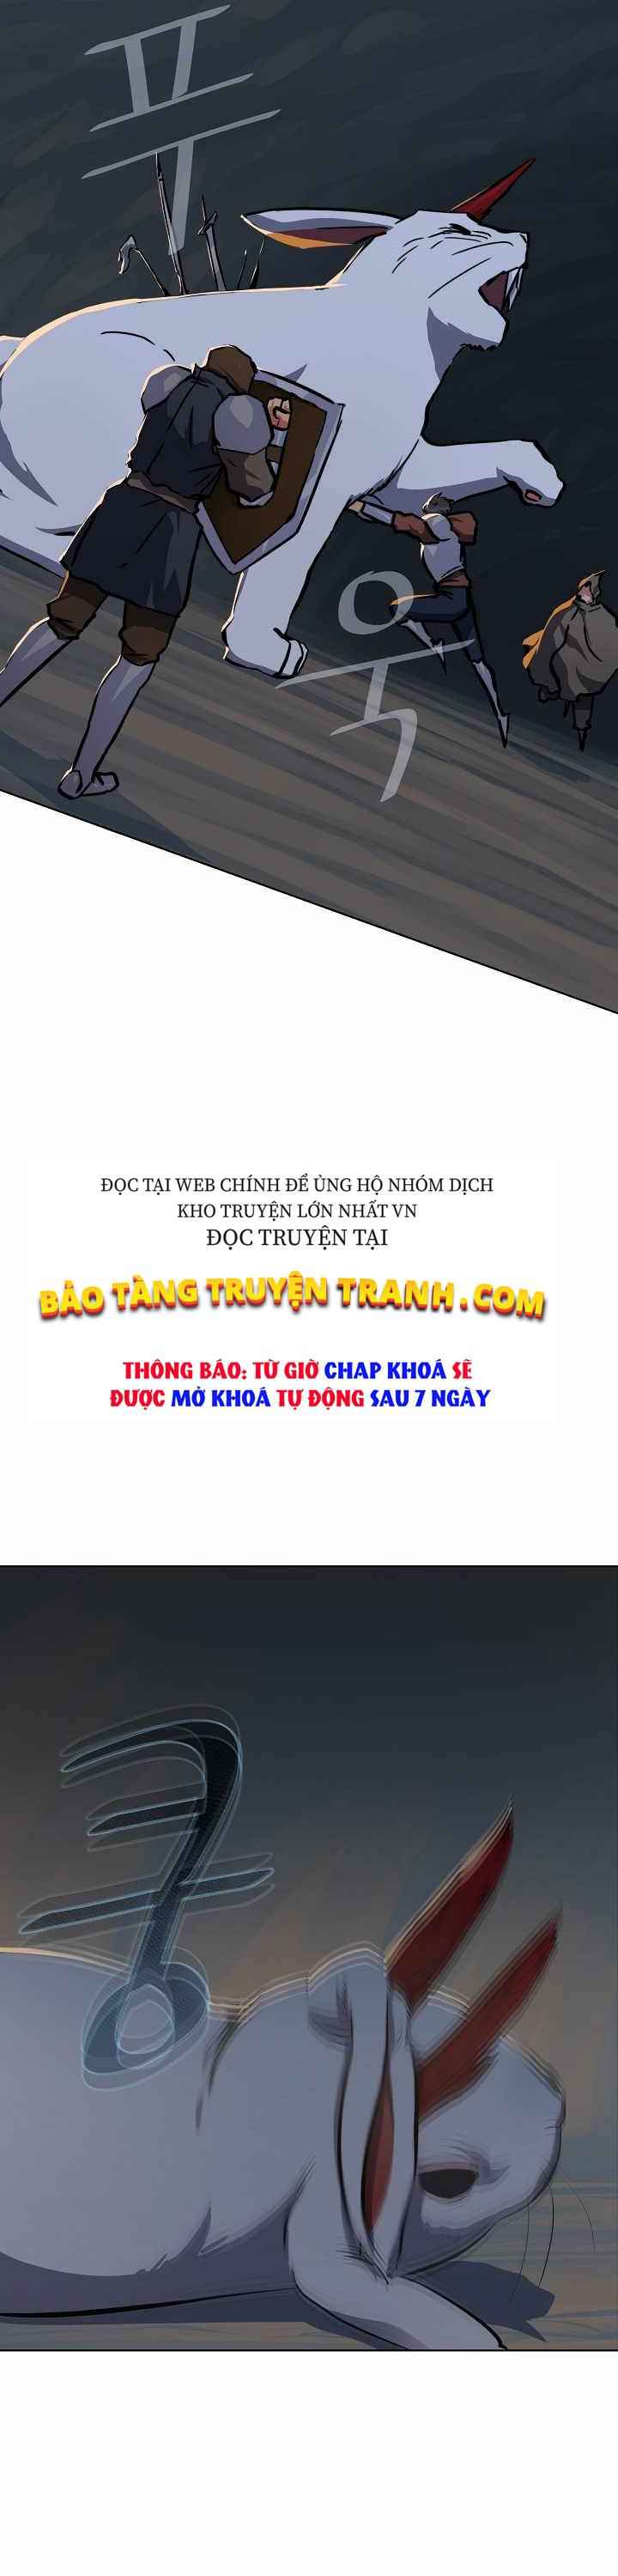 푸
욱
ĐỌC TẠI WEB CHÍNH ĐỂ ỦNG HỘ NHÓM DỊCH
KHO TRUYỆN LỚN NHẤT VN
ĐỌC TRUYỆN TẠI
BẢO TÀNG TRUYỆN TRANH.COM
THÔNG BÁO: TỪ GIỜ CHAP KHOÁ SẼ
ĐƯỢC MỞ KHOÁ TỰ ĐỘNG SAU 7 NGÀY
쿵